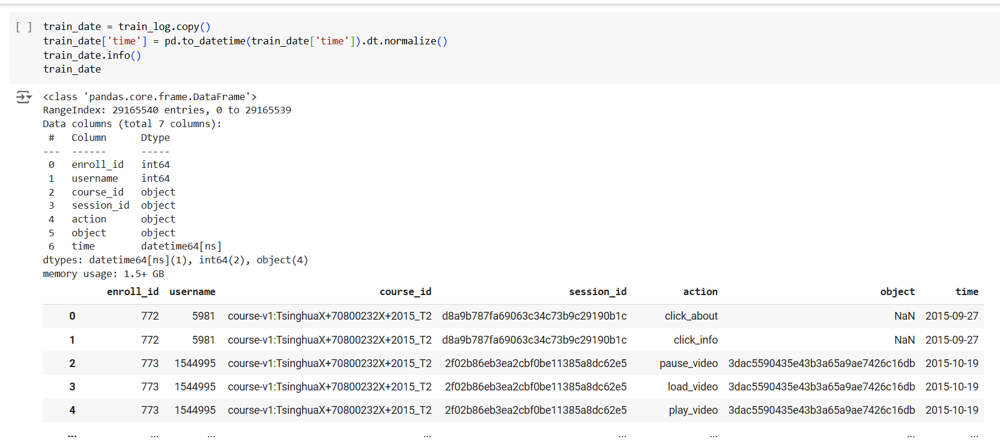 [ ] train_date = train_log.copy()
train_date['time'] = pd.to_datetime(train_date['time']).dt.normalize()
train_date.info()
train_date
<class 'pandas.core.frame.DataFrame'>
RangeIndex: 29165540 entries, 0 to 29165539
Data columns (total 7 columns):
 #   Column      Dtype
---  ------      -----
 0   enroll_id   int64
 1   username    int64
 2   course_id   object
 3   session_id  object
 4   action      object
 5   object      object
 6   time        datetime64[ns]
dtypes: datetime64[ns](1), int64(2), object(4)
memory usage: 1.5+ GB
enroll_id username course_id session_id action object time
0 772 5981 course-v1:TsinghuaX+70800232X+2015_T2 d8a9b787fa69063c34c73b9c29190b1c click_about NaN 2015-09-27
1 772 5981 course-v1:TsinghuaX+70800232X+2015_T2 d8a9b787fa69063c34c73b9c29190b1c click_info NaN 2015-09-27
2 773 1544995 course-v1:TsinghuaX+70800232X+2015_T2 2f02b86eb3ea2cbf0be11385a8dc62e5 pause_video 3dac5590435e43b3a65a9ae7426c16db 2015-10-19
3 773 1544995 course-v1:TsinghuaX+70800232X+2015_T2 2f02b86eb3ea2cbf0be11385a8dc62e5 load_video 3dac5590435e43b3a65a9ae7426c16db 2015-10-19
4 773 1544995 course-v1:TsinghuaX+70800232X+2015_T2 2f02b86eb3ea2cbf0be11385a8dc62e5 play_video 3dac5590435e43b3a65a9ae7426c16db 2015-10-19
... ... ... ... ... ... ... ...